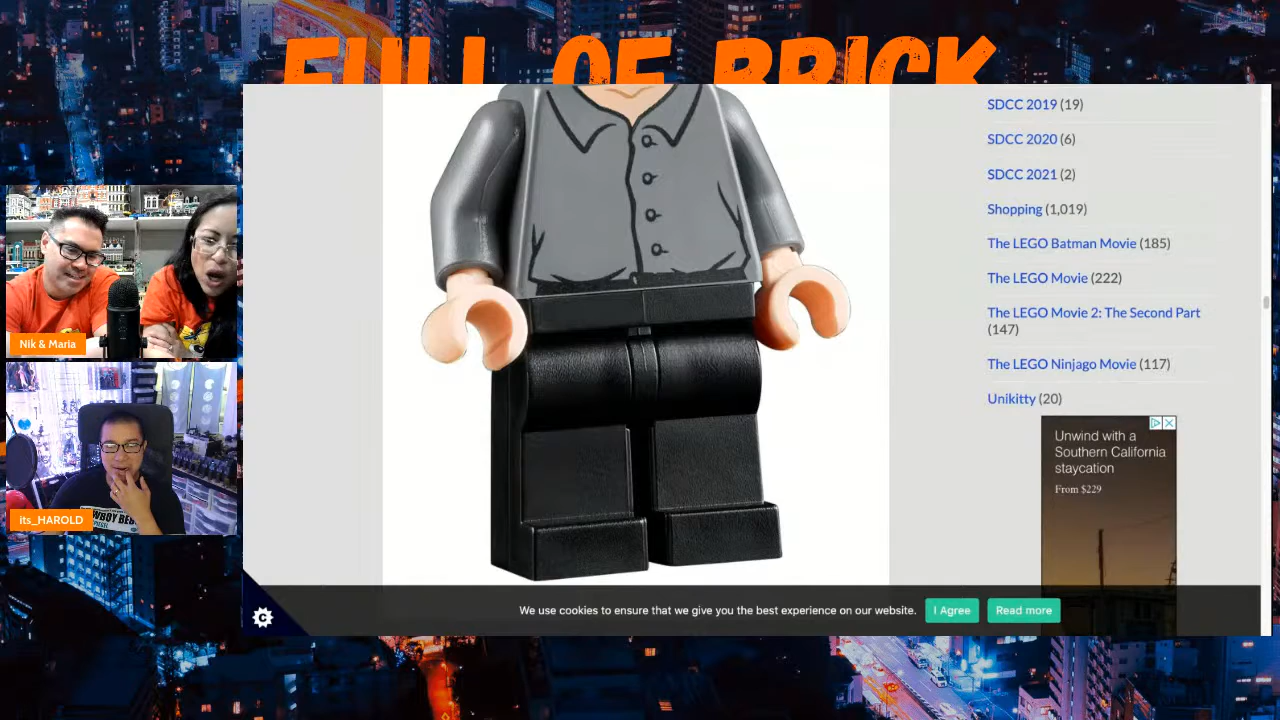 FULL OF BRICK
SDCC 2019 (19)
SDCC 2020 (6)
SDCC 2021 (2)
Shopping (1,019)
The LEGO Batman Movie (185)
The LEGO Movie (222)
The LEGO Movie 2: The Second Part
(147)
The LEGO Ninjago Movie (117)
Unikitty (20)
Unwind with a
Southern California
staycation
From $229
Nik & Maria
its_HAROLD
We use cookies to ensure that we give you the best experience on our website.
I Agree
Read more